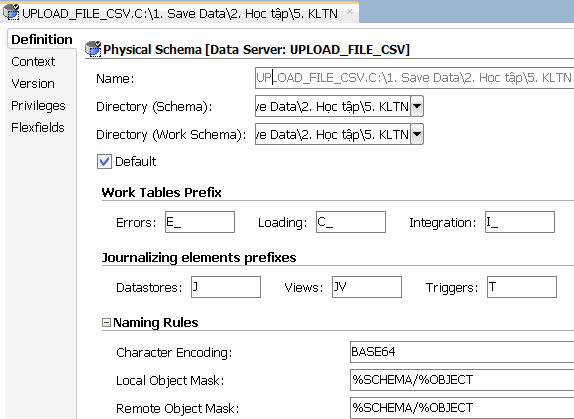 UPLOAD_FILE_CSV.C:\1. Save Data\2. Học tập\5. KLTN
Definition
Context
Version
Privileges
Flexfields
Physical Schema [Data Server: UPLOAD_FILE_CSV]
Name: UPLOAD_FILE_CSV.C:\1. Save Data\2. Học tập\5. KLTN
Directory (Schema): ve Data\2. Học tập\5. KLTN
Directory (Work Schema): ve Data\2. Học tập\5. KLTN
Default
Work Tables Prefix
Errors: E_ Loading: C_ Integration: I_
Journalizing elements prefixes
Datastores: J Views: JV Triggers: T
Naming Rules
Character Encoding: BASE64
Local Object Mask: %SCHEMA/%OBJECT
Remote Object Mask: %SCHEMA/%OBJECT